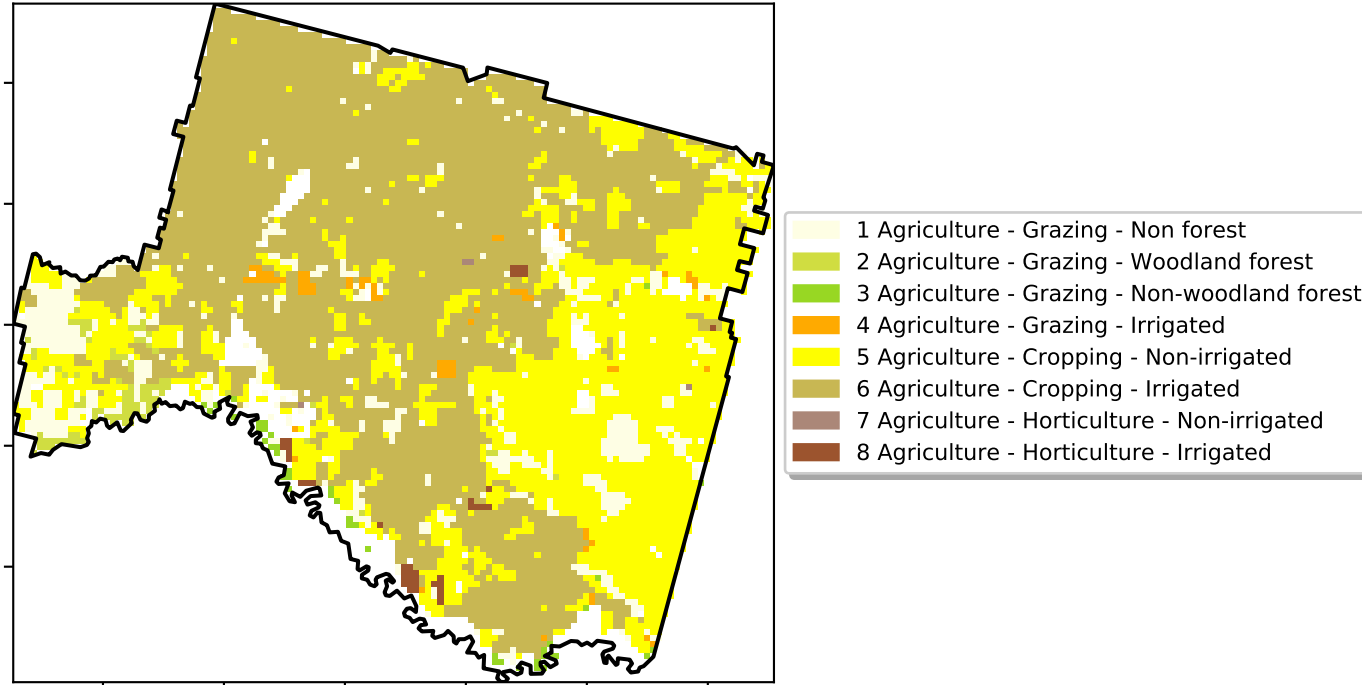 1 Agriculture - Grazing - Non forest
2 Agriculture - Grazing - Woodland forest
3 Agriculture - Grazing - Non-woodland forest
4 Agriculture - Grazing - Irrigated
5 Agriculture - Cropping - Non-irrigated
6 Agriculture - Cropping - Irrigated
7 Agriculture - Horticulture - Non-irrigated
8 Agriculture - Horticulture - Irrigated